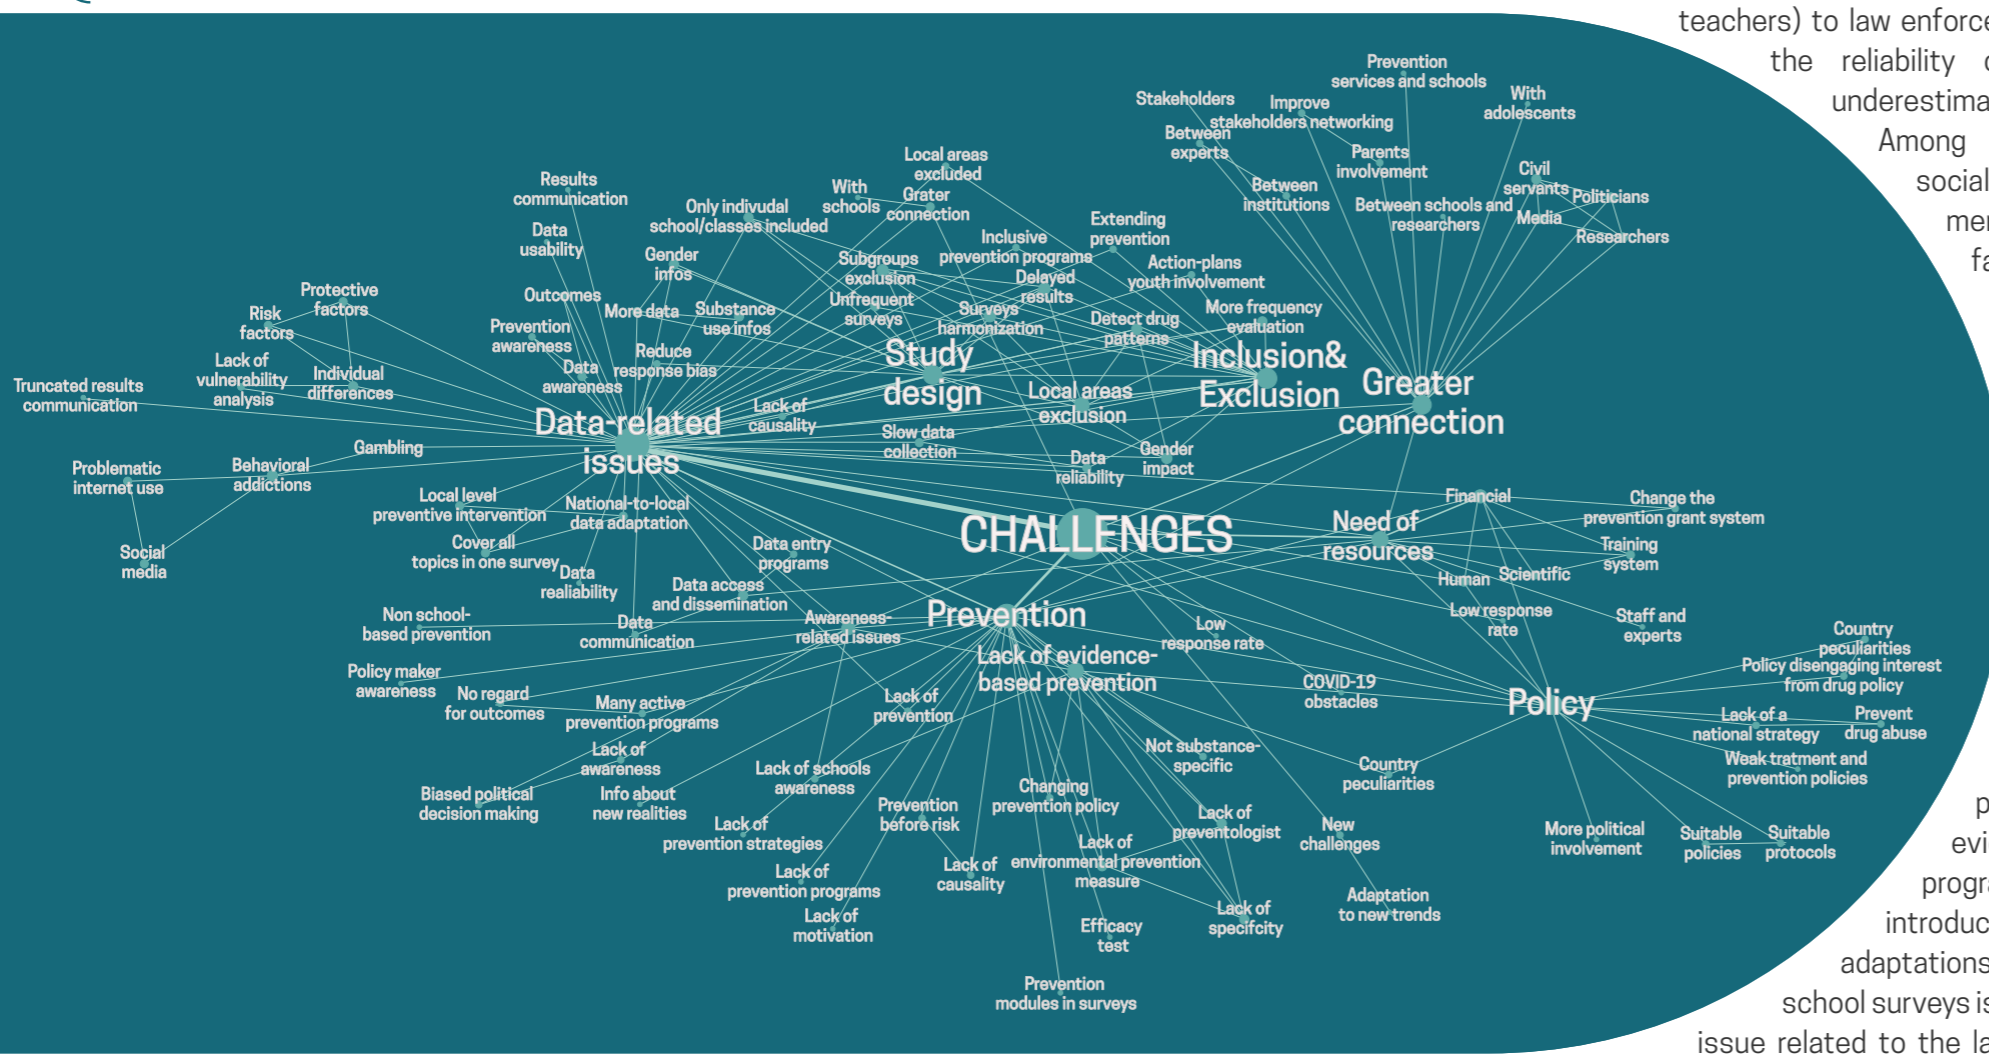 teachers) to law enforce
the reliability
underestima
Among
social
mer
fa
Prevention
services and schools
With
adolescents
Stakeholders
Improve
stakeholders networking
Between
experts
Parents
involvement
Civil
servants
Politicians
Between
institutions
Between schools and
researchers
Media
Researchers
Local areas
excluded
Results
communication
With
schools
Grater
connection
Only indivudal
school/classes included
Extending
prevention
Data
usability
Inclusive
prevention programs
Gender
infos
Subgroups
exclusion
Delayed
results
Action-plans
youth involvement
Protective
factors
Outcomes
More data
Substance
use infos
Unfrequent
surveys
Surveys
harmonization
More frequency
evaluation
Risk
factors
Prevention
awareness
Detect drug
patterns
Reduce
response bias
Study
design
Inclusion&
Exclusion
Greater
connection
Lack of
vulnerability
analysis
Individual
differences
Data
awareness
Truncated results
communication
Local areas
exclusion
Lack of
causality
Data-related
issues
Slow data
collection
Gambling
Data
reliability
Gender
impact
Problematic
internet use
Behavioral
addictions
Local level
preventive intervention
National-to-local
data adaptation
Financial
Change the
prevention grant system
CHALLENGES
Need of
resources
Cover all
topics in one survey
Social
media
Data entry
programs
Training
system
Data
realiability
Data access
and dissemination
Human
Scientific
Non school-
based prevention
Data
communication
Awareness-
related issues
Prevention
Low
response rate
Low response
rate
Staff and
experts
Country
peculiarities
Lack of evidence-
based prevention
Policy maker
awareness
Policy disengaging interest
from drug policy
No regard
for outcomes
Many active
prevention programs
Lack of
prevention
COVID-19
obstacles
Policy
Lack of a
national strategy
Prevent
drug abuse
Lack of
awareness
Not substance-
specific
Weak tratment and
prevention policies
Lack of schools
awareness
Country
peculiarities
Biased political
decision making
Info about
new realities
Changing
prevention policy
Prevention
before risk
Lack of
preventologist
Lack of
prevention strategies
New
challenges
More political
involvement
Suitable
policies
Suitable
protocols
Lack of
environmental prevention
measure
Lack of
causality
Lack of
prevention programs
Adaptation
to new trends
Lack of
motivation
Lack of
specifcity
Efficacy
test
Prevention
modules in surveys
p
evi
progra
introduc
adaptations
school surveys is
issue related to the la